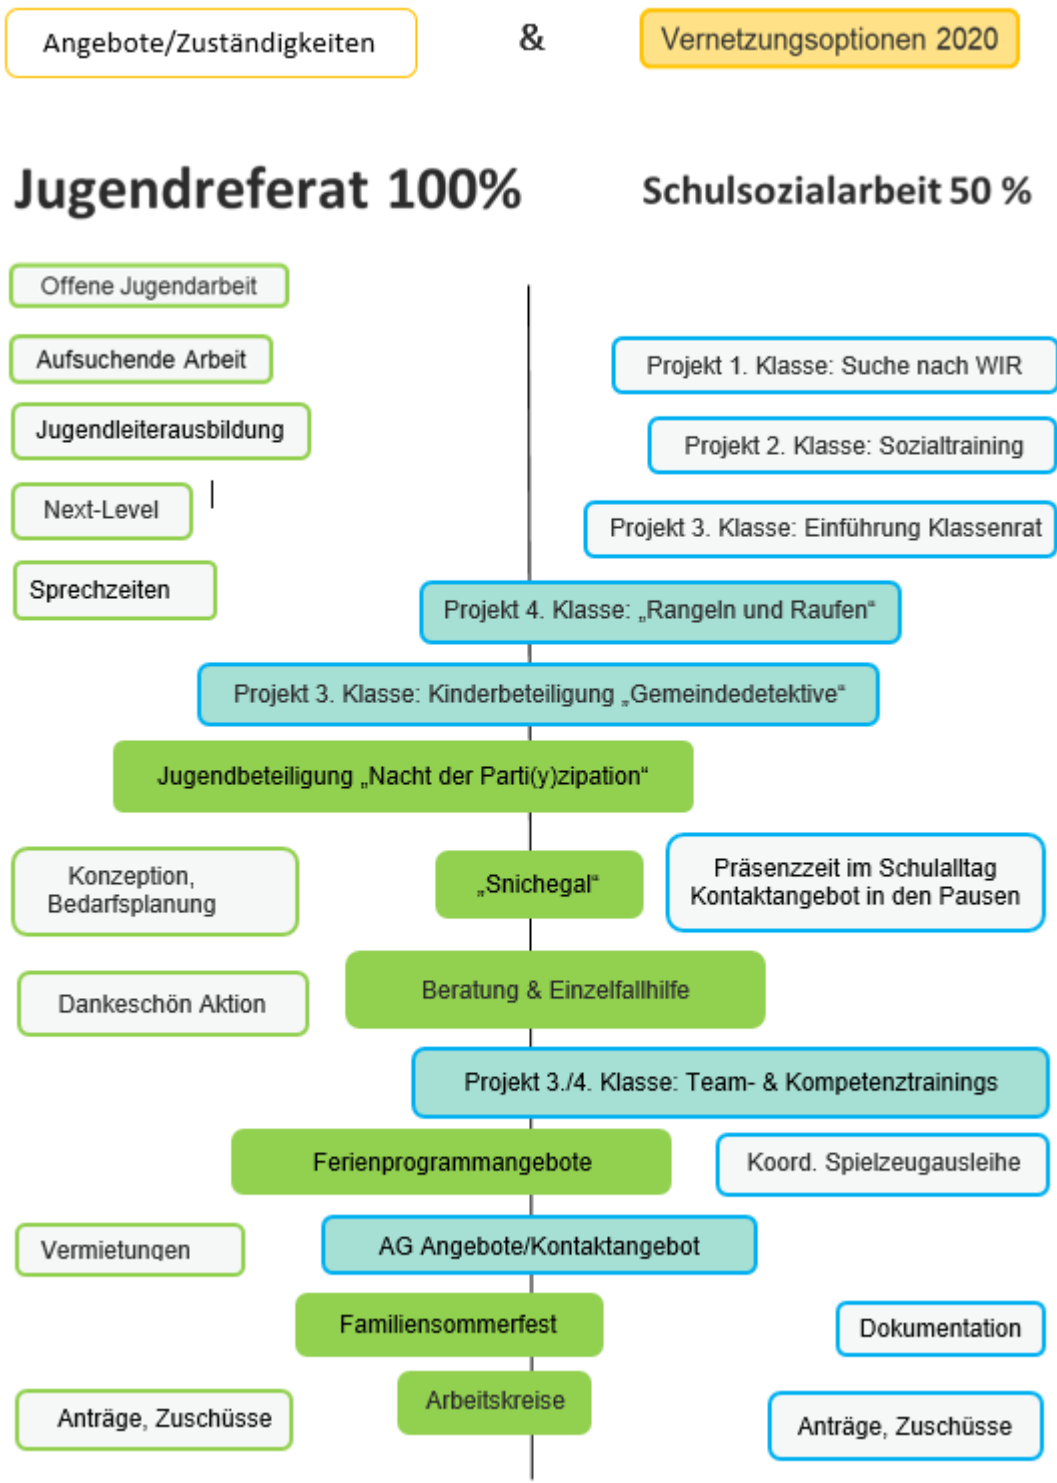 Angebote/Zuständigkeiten
&
Vernetzungsoptionen 2020
Jugendreferat 100%
Schulsozialarbeit 50 %
Offene Jugendarbeit
Aufsuchende Arbeit
Projekt 1. Klasse: Suche nach WIR
Jugendleiterausbildung
Projekt 2. Klasse: Sozialtraining
Next-Level
Projekt 3. Klasse: Einführung Klassenrat
Sprechzeiten
Projekt 4. Klasse: „Rangeln und Raufen“
Projekt 3. Klasse: Kinderbeteiligung „Gemeindedetektive“
Jugendbeteiligung „Nacht der Parti(y)zipation“
Konzeption,
Bedarfsplanung
„Snichegal“
Präsenzzeit im Schulalltag
Kontaktangebot in den Pausen
Dankeschön Aktion
Beratung & Einzelfallhilfe
Projekt 3./4. Klasse: Team- & Kompetenztrainings
Ferienprogrammangebote
Koord. Spielzeugausleihe
Vermietungen
AG Angebote/Kontaktangebot
Familiensommerfest
Dokumentation
Anträge, Zuschüsse
Arbeitskreise
Anträge, Zuschüsse